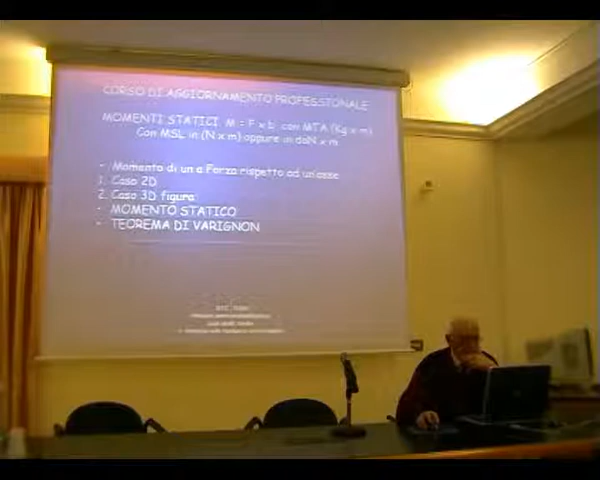 CORSO DI AGGIORNAMENTO PROFESSIONALE
MOMENTI STATICI M = F x b con MTA (Kg x m)
Con MSL in (N x m) oppure in daN x m
- Momento di un a Forza rispetto ad un'asse
1. Caso 2D
2. Caso 3D figura:
- MOMENTO STATICO
- TEOREMA DI VARIGNON